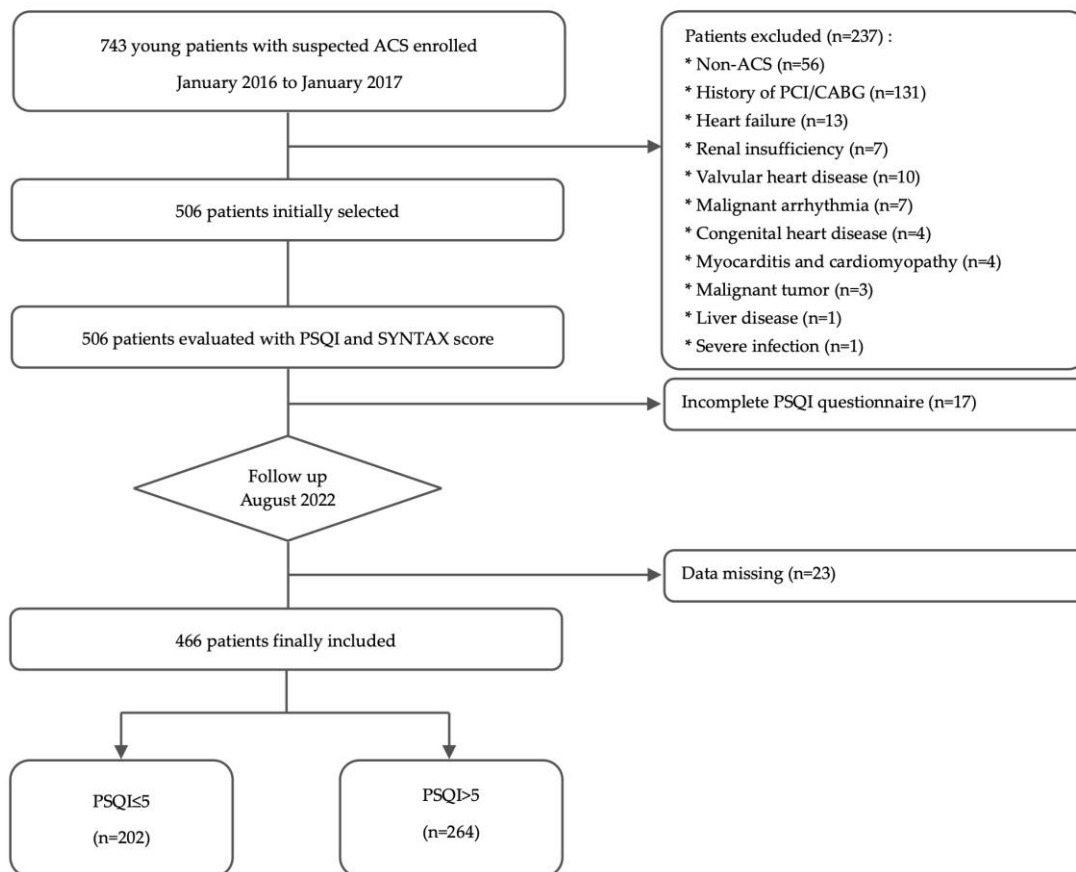 743 young patients with suspected ACS enrolled
January 2016 to January 2017
Patients excluded (n=237) :
* Non-ACS (n=56)
* History of PCI/CABG (n=131)
* Heart failure (n=13)
* Renal insufficiency (n=7)
* Valvular heart disease (n=10)
* Malignant arrhythmia (n=7)
* Congenital heart disease (n=4)
* Myocarditis and cardiomyopathy (n=4)
* Malignant tumor (n=3)
* Liver disease (n=1)
* Severe infection (n=1)
506 patients initially selected
506 patients evaluated with PSQI and SYNTAX score
Incomplete PSQI questionnaire (n=17)
Follow up
August 2022
Data missing (n=23)
466 patients finally included
PSQI≤5
(n=202)
PSQI>5
(n=264)